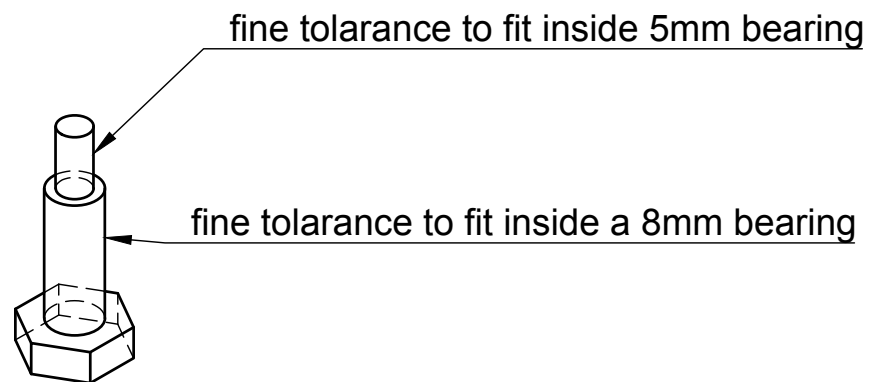 fine tolarance to fit inside 5mm bearing
fine tolarance to fit inside a 8mm bearing